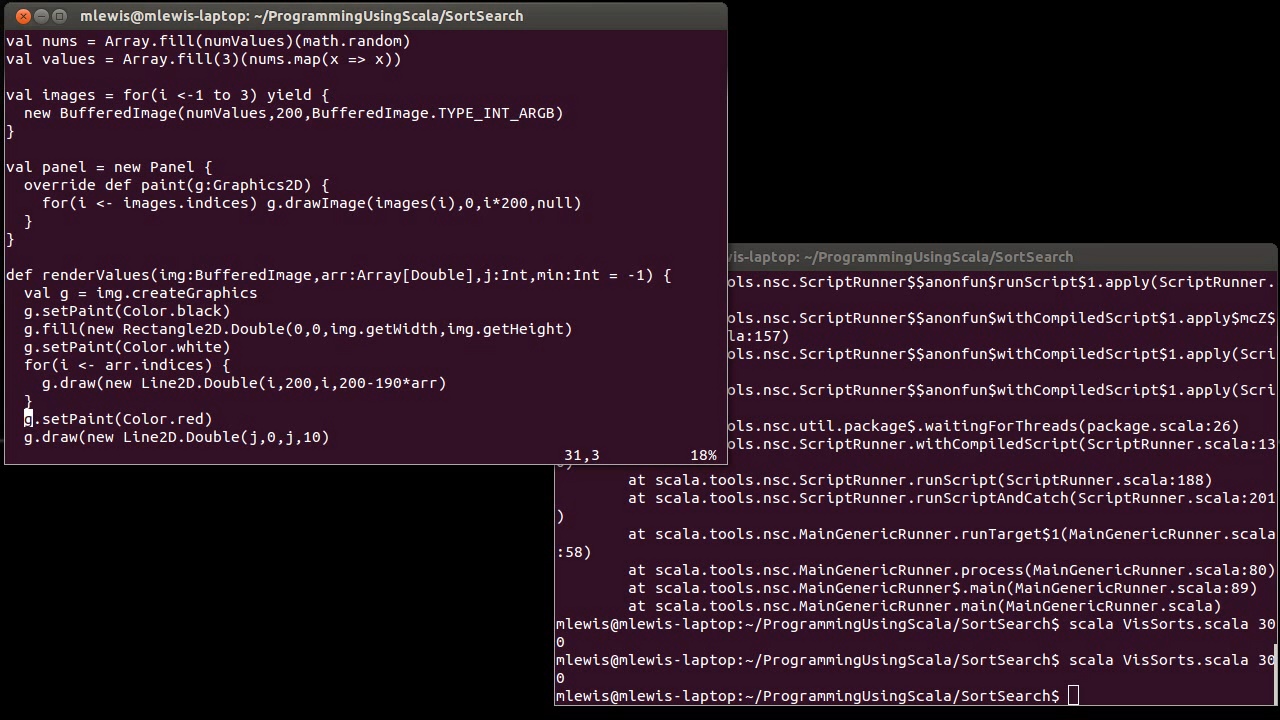 mlewis@mlewis-laptop: ~/ProgrammingUsingScala/SortSearch
val nums = Array.fill(numValues)(math.random)
val values = Array.fill(3)(nums.map(x => x))
val images = for(i <-1 to 3) yield {
new BufferedImage(numValues,200,BufferedImage.TYPE_INT_ARGB)
}
val panel = new Panel {
override def paint(g:Graphics2D) {
for(i <- images.indices) g.drawImage(images(i),0,i*200,null)
}
}
def renderValues(img:BufferedImage,arr:Array[Double],j:Int,min:Int = -1) {
val g = img.createGraphics
g.setPaint(Color.black)
g.fill(new Rectangle2D.Double(0,0,img.getWidth,img.getHeight)
g.setPaint(Color.white)
for(i <- arr.indices) {
g.draw(new Line2D.Double(i,200,i,200-190*arr)
}
g.setPaint(Color.red)
g.draw(new Line2D.Double(j,0,j,10)
31,3 18%
wis-laptop: ~/ProgrammingUsingScala/SortSearch
ols.nsc.ScriptRunner$$anonfun$runScript$1.apply(ScriptRunner.
ols.nsc.ScriptRunner$$anonfun$withCompiledScript$1.apply$mcZ$
la:157)
ols.nsc.ScriptRunner$$anonfun$withCompiledScript$1.apply(Scri
ols.nsc.ScriptRunner$$anonfun$withCompiledScript$1.apply(Scri
ols.nsc.util.package$.waitingForThreads(package.scala:26)
ols.nsc.ScriptRunner.withCompiledScript(ScriptRunner.scala:13
at scala.tools.nsc.ScriptRunner.runScript(ScriptRunner.scala:188)
at scala.tools.nsc.ScriptRunner.runScriptAndCatch(ScriptRunner.scala:201
)
at scala.tools.nsc.MainGenericRunner.runTarget$1(MainGenericRunner.scala
:58)
at scala.tools.nsc.MainGenericRunner.process(MainGenericRunner.scala:80)
at scala.tools.nsc.MainGenericRunner$.main(MainGenericRunner.scala:89)
at scala.tools.nsc.MainGenericRunner.main(MainGenericRunner.scala)
mlewis@mlewis-laptop:~/ProgrammingUsingScala/SortSearch$ scala VisSorts.scala 30
0
mlewis@mlewis-laptop:~/ProgrammingUsingScala/SortSearch$ scala VisSorts.scala 30
0
mlewis@mlewis-laptop:~/ProgrammingUsingScala/SortSearch$